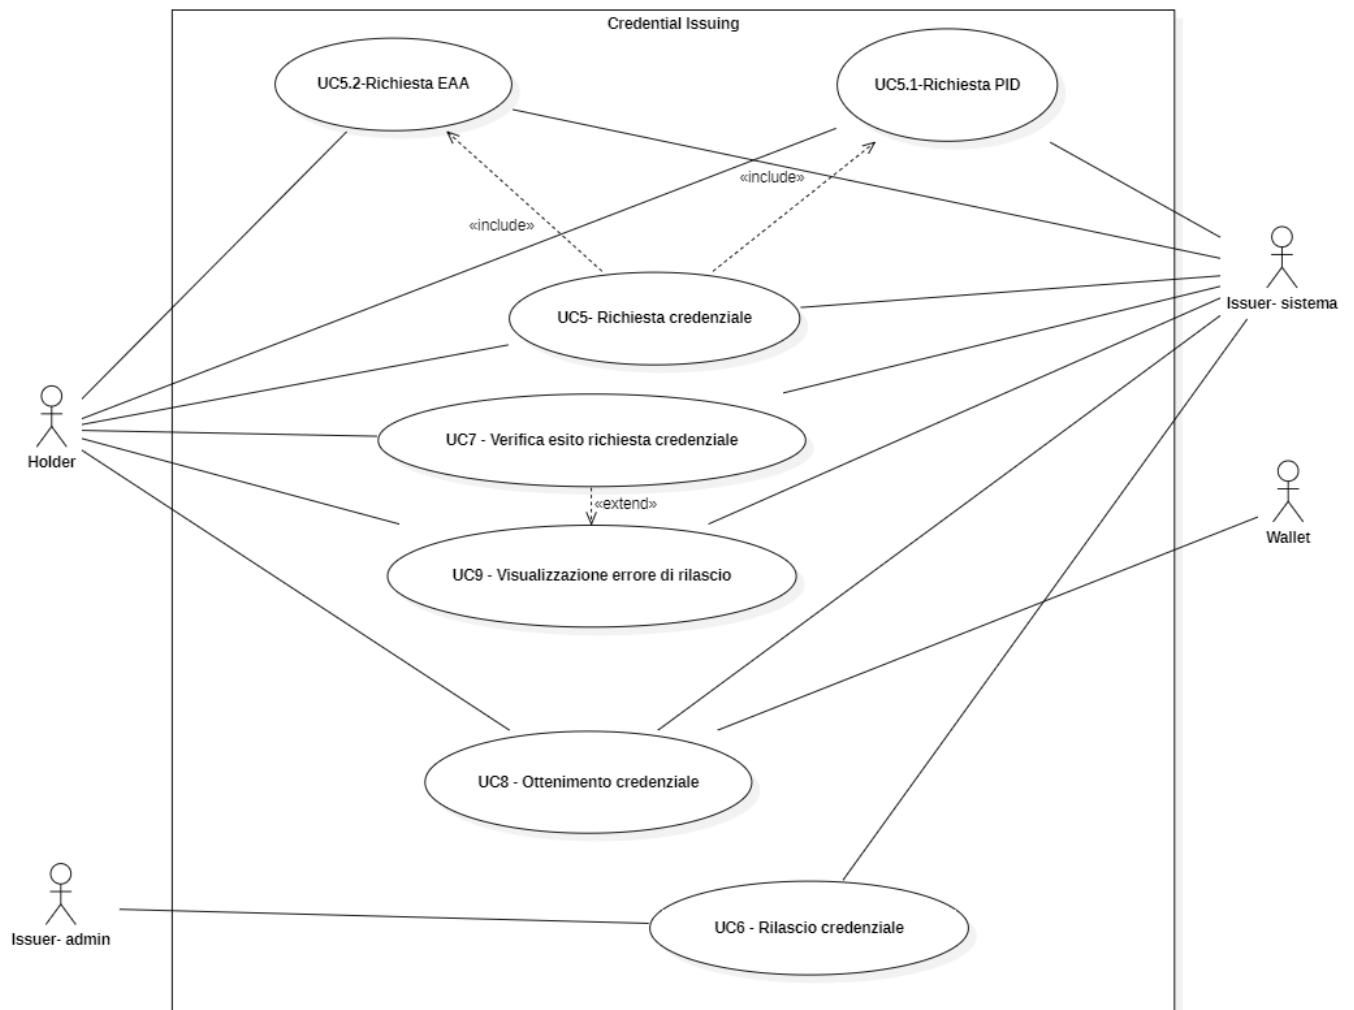 Credential Issuing
UC5.2-Richiesta EAA
UC5.1-Richiesta PID
«include»
«include»
Issuer- sistema
UC5- Richiesta credenziale
UC7 - Verifica esito richiesta credenziale
Holder
«extend»
Wallet
UC9 - Visualizzazione errore di rilascio
UC8 - Ottenimento credenziale
UC6 - Rilascio credenziale
Issuer- admin